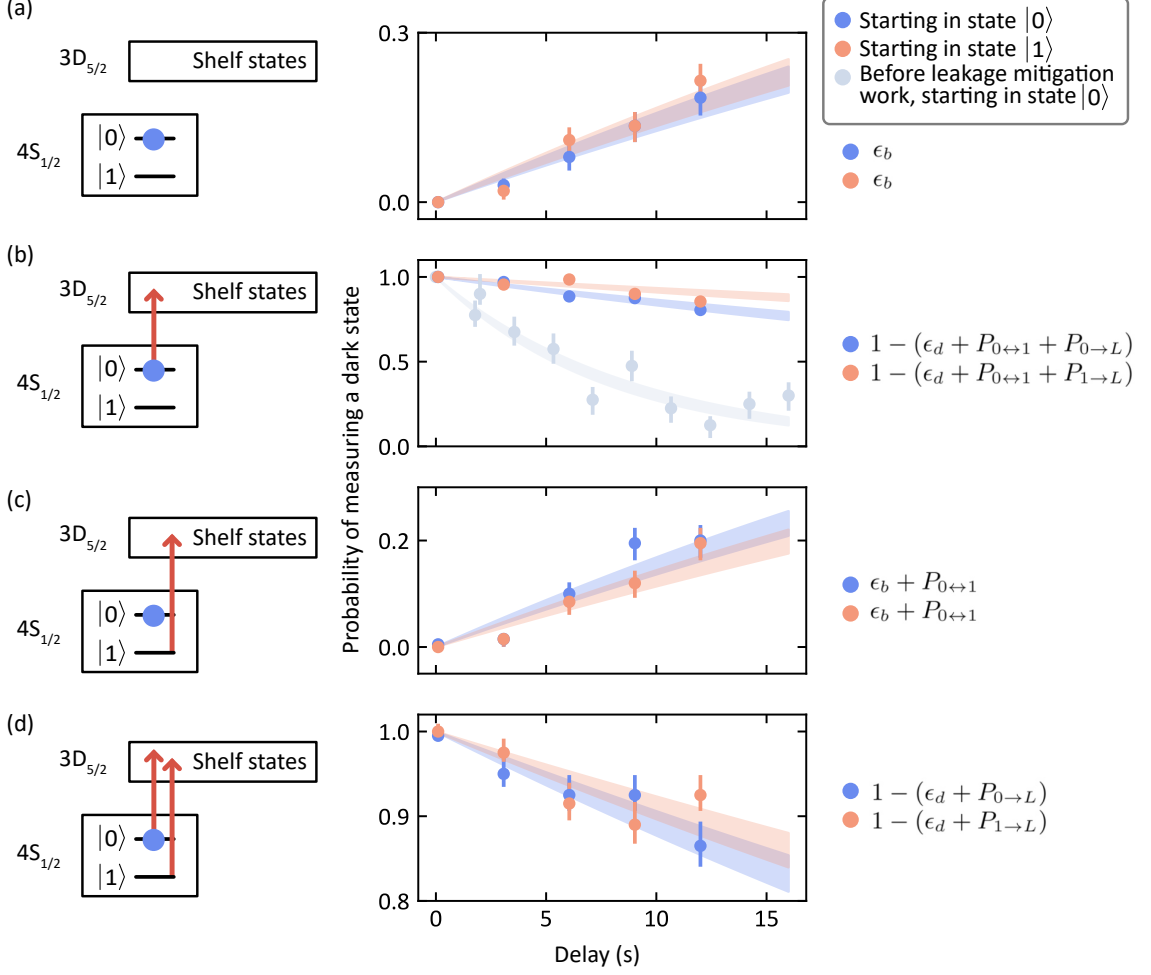 (a)
3D5/2
Shelf states
4S1/2
|0⟩
|1⟩
0.3
0.0
Starting in state |0⟩
Starting in state |1⟩
Before leakage mitigation
work, starting in state |0⟩
ϵb
ϵb
(b)
3D5/2
Shelf states
4S1/2
|0⟩
|1⟩
1.0
0.5
0.0
0
5
10
15
1 − (ϵd + P0↔1 + P0→L)
1 − (ϵd + P0↔1 + P1→L)
Probability of measuring a dark state
(c)
3D5/2
Shelf states
4S1/2
|0⟩
|1⟩
0.2
0.0
ϵb + P0↔1
ϵb + P0↔1
(d)
3D5/2
Shelf states
4S1/2
|0⟩
|1⟩
1.0
0.9
0.8
0
5
10
15
Delay (s)
1 − (ϵd + P0→L)
1 − (ϵd + P1→L)